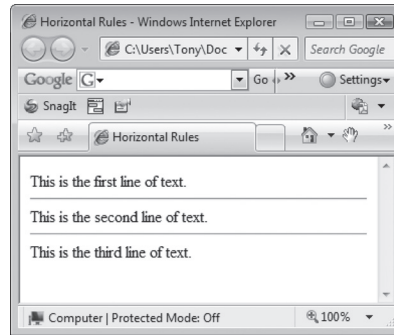 Horizontal Rules - Windows Internet Explorer
C:\Users\Tony\Doc
Search Google
Google G
Go
»
Settings
SnagIt
Horizontal Rules
»
This is the first line of text.
This is the second line of text.
This is the third line of text.
Computer | Protected Mode: Off
100%